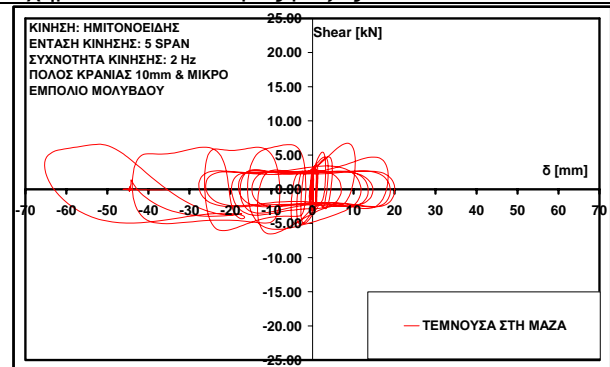 ΚΙΝΗΣΗ: ΗΜΙΤΟΝΟΕΙΔΗΣ
ΕΝΤΑΣΗ ΚΙΝΗΣΗΣ: 5 SPAN
ΣΥΧΝΟΤΗΤΑ ΚΙΝΗΣΗΣ: 2 Hz
ΠΟΛΟΣ ΚΡΑΝΙΑΣ 10mm & ΜΙΚΡΟ
ΕΜΠΟΛΙΟ ΜΟΛΥΒΔΟΥ
Shear [kN]
25.00
20.00
15.00
10.00
5.00
0.00
-5.00
-10.00
-15.00
-20.00
-25.00
δ [mm]
-70 -60 -50 -40 -30 -20 -10 0 10 20 30 40 50 60 70
ΤΕΜΝΟΥΣΑ ΣΤΗ ΜΑΖΑ